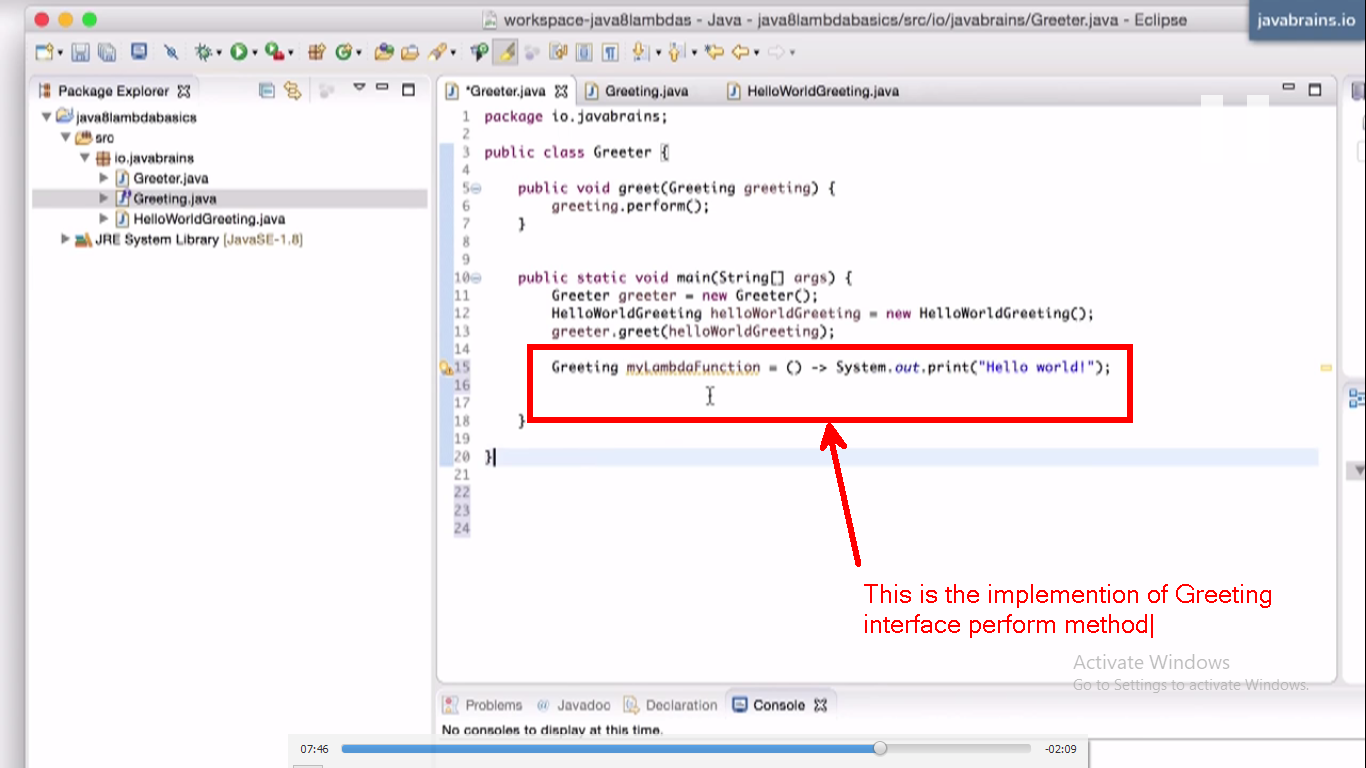 workspace-java8lambdas - Java - java8lambdabasics/src/io/javabrains/Greeter.java - Eclipse
javabrains.io
Package Explorer
java8lambdabasics
src
io.javabrains
Greeter.java
Greeting.java
HelloWorldGreeting.java
JRE System Library [JavaSE-1.8]
*Greeter.java
Greeting.java
HelloWorldGreeting.java
1 package io.javabrains;
2
3 public class Greeter {
4
5 public void greet(Greeting greeting) {
6 greeting.perform();
7 }
8
9
10 public static void main(String[] args) {
11 Greeter greeter = new Greeter();
12 HelloWorldGreeting helloWorldGreeting = new HelloWorldGreeting();
13 greeter.greet(helloWorldGreeting);
14
15 Greeting myLambdaFunction = () -> System.out.print("Hello world!");
16
17
18 }
19
20 }
21
22
23
24
This is the implemention of Greeting
interface perform method
Activate Windows
Go to Settings to activate Windows.
Problems
@ Javadoc
Declaration
Console
No consoles to display at this time.
07:46
-02:09